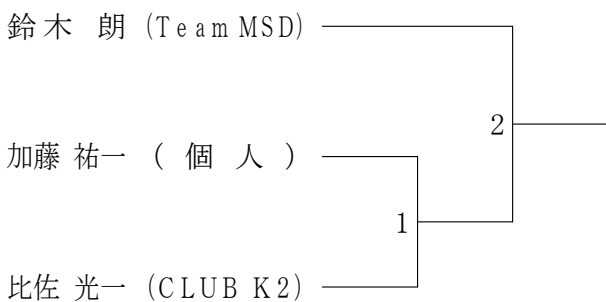 鈴木 朗 (Team MSD)
2
加藤 祐一 (個人)
1
比佐 光一 (CLUB K2)